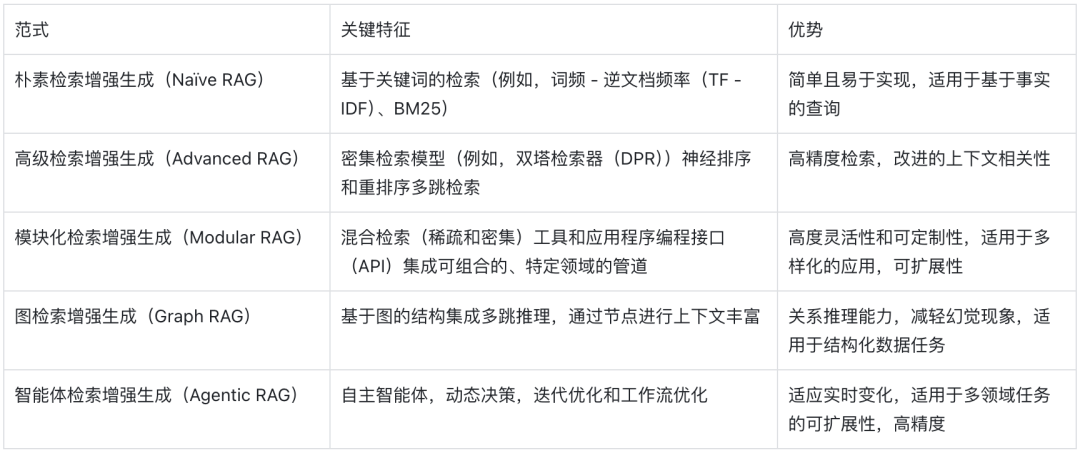 范式
关键特征
优势
朴素检索增强生成（Naïve RAG）
基于关键词的检索（例如，词频 - 逆文档频率（TF -
IDF）、BM25）
简单且易于实现，适用于基于事实
的查询
高级检索增强生成（Advanced RAG）
密集检索模型（例如，双塔检索器（DPR））神经排序
和重排序多跳检索
高精度检索，改进的上下文相关性
模块化检索增强生成（Modular RAG）
混合检索（稀疏和密集）工具和应用程序编程接口
（API）集成可组合的、特定领域的管道
高度灵活性和可定制性，适用于多
样化的应用，可扩展性
图检索增强生成（Graph RAG）
基于图的结构集成多跳推理，通过节点进行上下文丰富
关系推理能力，减轻幻觉现象，适
用于结构化数据任务
智能体检索增强生成（Agentic RAG）
自主智能体，动态决策，迭代优化和工作流优化
适应实时变化，适用于多领域任务
的可扩展性，高精度